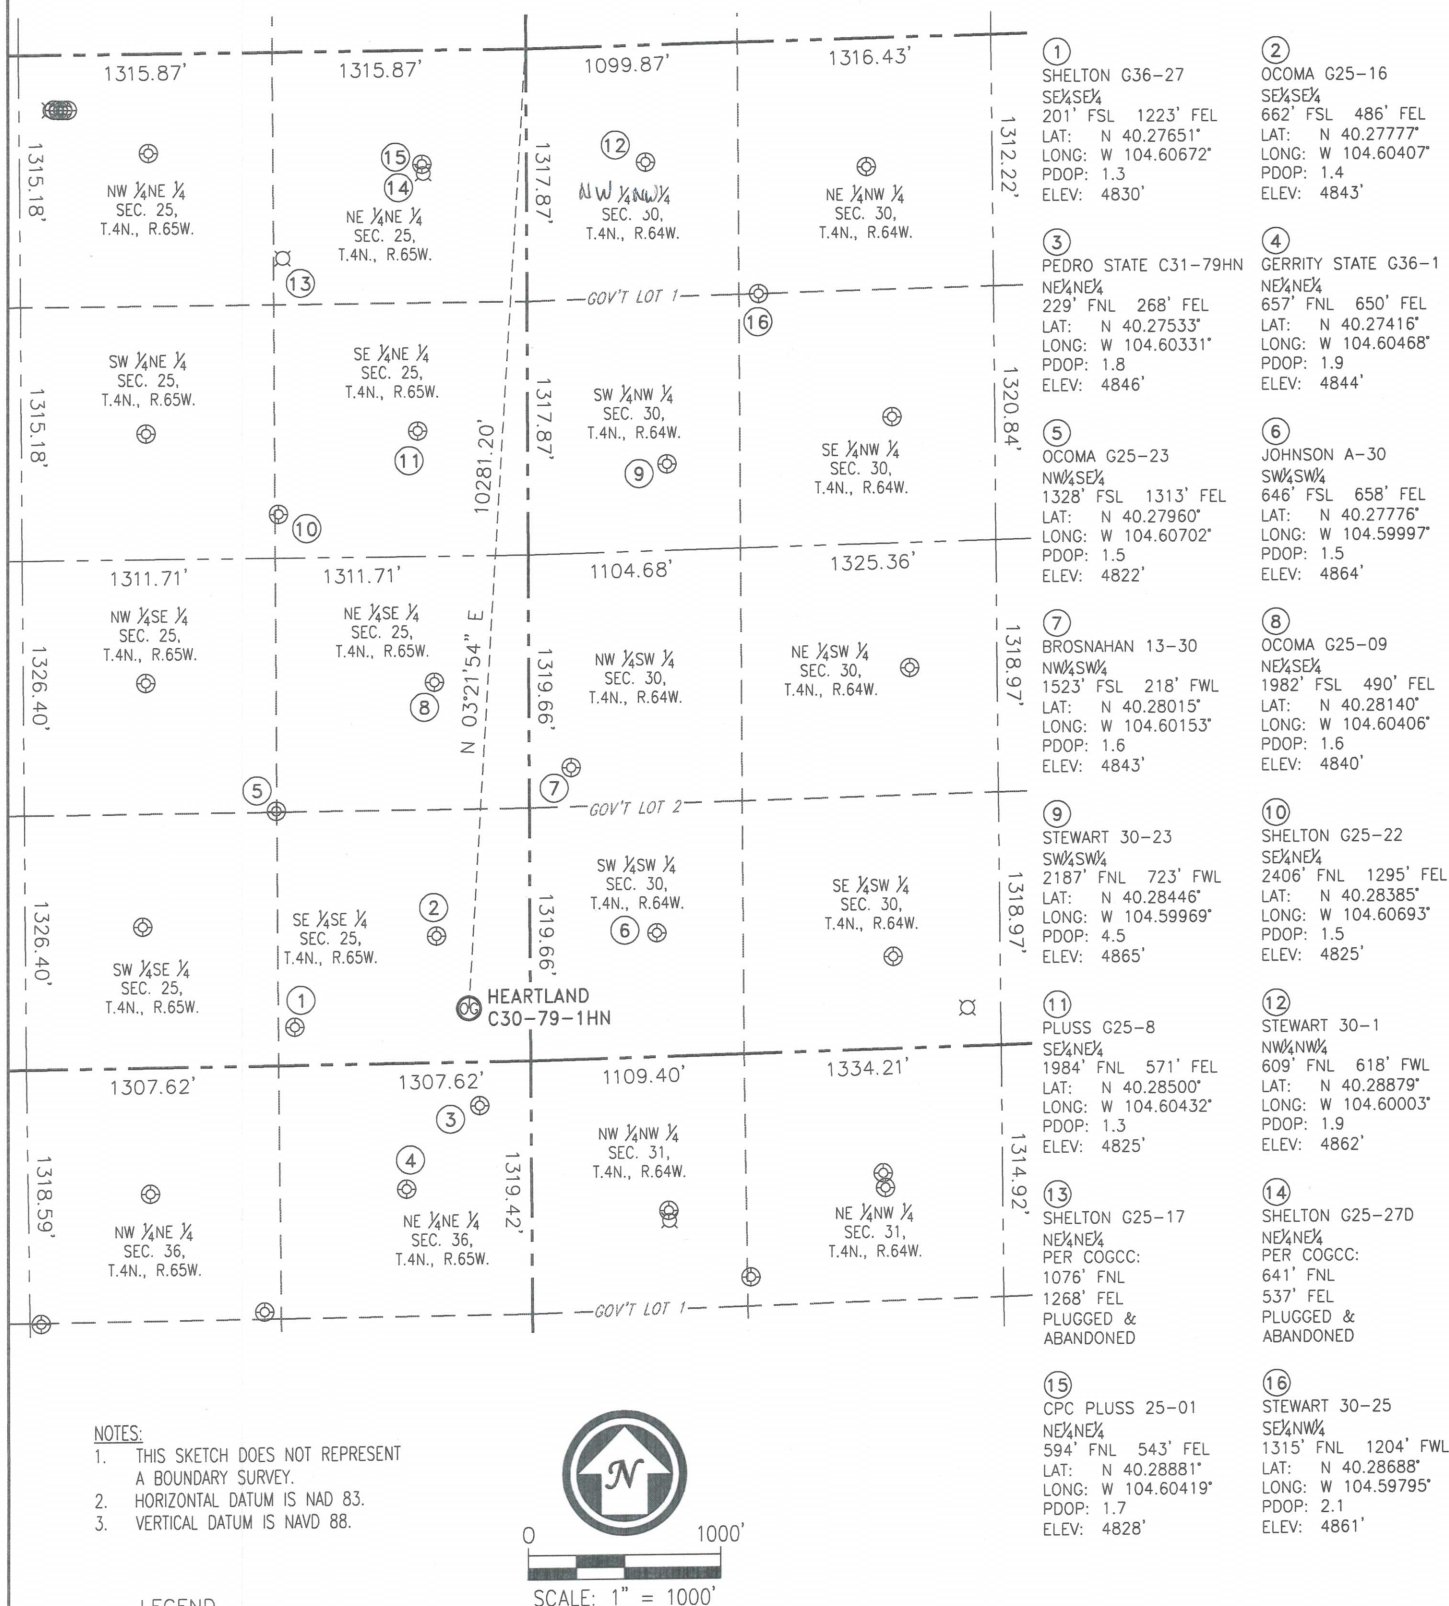 1315.87'
1315.87'
1099.87'
1316.43'
1315.18'
1317.87'
1312.22'
15
14
12
NW ¼NE ¼
SEC. 25,
T.4N., R.65W.
NE ¼NE ¼
SEC. 25,
T.4N., R.65W.
NW ¼NW¼
SEC. 30,
T.4N., R.64W.
NE ¼NW ¼
SEC. 30,
T.4N., R.64W.
13
GOV'T LOT 1
16
SW ¼NE ¼
SEC. 25,
T.4N., R.65W.
SE ¼NE ¼
SEC. 25,
T.4N., R.65W.
SW ¼NW ¼
SEC. 30,
T.4N., R.64W.
SE ¼NW ¼
SEC. 30,
T.4N., R.64W.
1315.18'
10281.20'
1317.87'
1320.84'
11
9
10
1311.71'
1311.71'
1104.68'
1325.36'
NW ¼SE ¼
SEC. 25,
T.4N., R.65W.
NE ¼SE ¼
SEC. 25,
T.4N., R.65W.
NW ¼SW ¼
SEC. 30,
T.4N., R.64W.
NE ¼SW ¼
SEC. 30,
T.4N., R.64W.
1326.40'
N 03°21'54" E
1319.66'
1318.97'
8
5
7
GOV'T LOT 2
SW ¼SE ¼
SEC. 25,
T.4N., R.65W.
SE ¼SE ¼
SEC. 25,
T.4N., R.65W.
SW ¼SW ¼
SEC. 30,
T.4N., R.64W.
SE ¼SW ¼
SEC. 30,
T.4N., R.64W.
1326.40'
1319.66'
1318.97'
2
6
1
OG
HEARTLAND
C30-79-1HN
1307.62'
1307.62'
1109.40'
1334.21'
3
4
1318.59'
1319.42'
1314.92'
NW ¼NE ¼
SEC. 36,
T.4N., R.65W.
NE ¼NE ¼
SEC. 36,
T.4N., R.65W.
NW ¼NW ¼
SEC. 31,
T.4N., R.64W.
NE ¼NW ¼
SEC. 31,
T.4N., R.64W.
GOV'T LOT 1
1
SHELTON G36-27
SE¼SE¼
201' FSL 1223' FEL
LAT: N 40.27651°
LONG: W 104.60672°
PDOP: 1.3
ELEV: 4830'
2
OCOMA G25-16
SE¼SE¼
662' FSL 486' FEL
LAT: N 40.27777°
LONG: W 104.60407°
PDOP: 1.4
ELEV: 4843'
3
PEDRO STATE C31-79HN
NE¼NE¼
229' FNL 268' FEL
LAT: N 40.27533°
LONG: W 104.60331°
PDOP: 1.8
ELEV: 4846'
4
GERRITY STATE G36-1
NE¼NE¼
657' FNL 650' FEL
LAT: N 40.27416°
LONG: W 104.60468°
PDOP: 1.9
ELEV: 4844'
5
OCOMA G25-23
NW¼SE¼
1328' FSL 1313' FEL
LAT: N 40.27960°
LONG: W 104.60702°
PDOP: 1.5
ELEV: 4822'
6
JOHNSON A-30
SW¼SW¼
646' FSL 658' FEL
LAT: N 40.27776°
LONG: W 104.59997°
PDOP: 1.5
ELEV: 4864'
7
BROSNAHAN 13-30
NW¼SW¼
1523' FSL 218' FWL
LAT: N 40.28015°
LONG: W 104.60153°
PDOP: 1.6
ELEV: 4843'
8
OCOMA G25-09
NE¼SE¼
1982' FSL 490' FEL
LAT: N 40.28140°
LONG: W 104.60406°
PDOP: 1.6
ELEV: 4840'
9
STEWART 30-23
SW¼SW¼
2187' FNL 723' FWL
LAT: N 40.28446°
LONG: W 104.59969°
PDOP: 4.5
ELEV: 4865'
10
SHELTON G25-22
SE¼NE¼
2406' FNL 1295' FEL
LAT: N 40.28385°
LONG: W 104.60693°
PDOP: 1.5
ELEV: 4825'
11
PLUSS G25-8
SE¼NE¼
1984' FNL 571' FEL
LAT: N 40.28500°
LONG: W 104.60432°
PDOP: 1.3
ELEV: 4825'
12
STEWART 30-1
NW¼NW¼
609' FNL 618' FWL
LAT: N 40.28879°
LONG: W 104.60003°
PDOP: 1.9
ELEV: 4862'
13
SHELTON G25-17
NE¼NE¼
PER COGCC:
1076' FNL
1268' FEL
PLUGGED &
ABANDONED
14
SHELTON G25-27D
NE¼NE¼
PER COGCC:
641' FNL
537' FEL
PLUGGED &
ABANDONED
15
CPC PLUSS 25-01
NE¼NE¼
594' FNL 543' FEL
LAT: N 40.28881°
LONG: W 104.60419°
PDOP: 1.7
ELEV: 4828'
16
STEWART 30-25
SE¼NW¼
1315' FNL 1204' FWL
LAT: N 40.28688°
LONG: W 104.59795°
PDOP: 2.1
ELEV: 4861'
NOTES:
1. THIS SKETCH DOES NOT REPRESENT
A BOUNDARY SURVEY.
2. HORIZONTAL DATUM IS NAD 83.
3. VERTICAL DATUM IS NAVD 88.
N
0 1000'
SCALE: 1" = 1000'
LEGEND